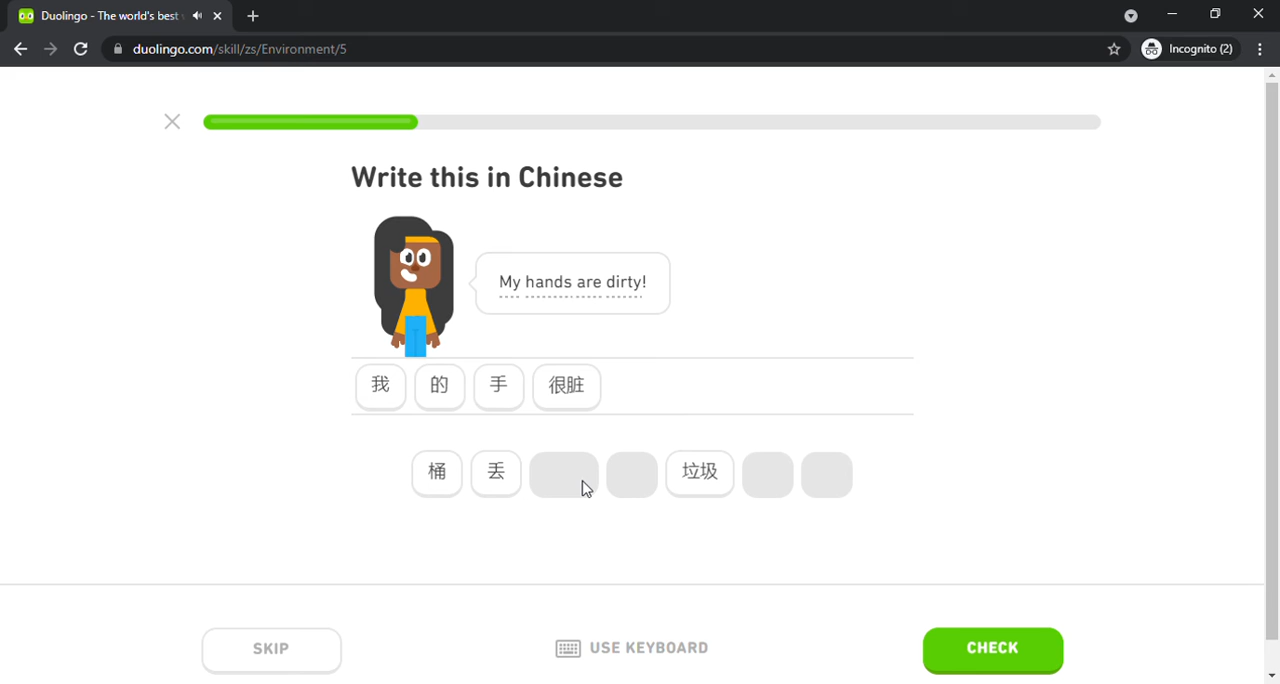 Duolingo - The world's best
duolingo.com/skill/zs/Environment/5
Incognito (2)
Write this in Chinese
My hands are dirty!
我 的 手 很脏
桶 丢 垃圾
SKIP
USE KEYBOARD
CHECK